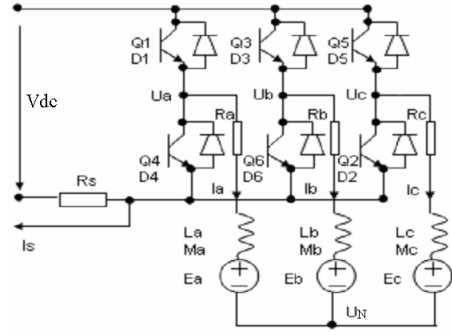 Q1 Q3 Q5
D1 D3 D5
Vdc
Ua Ub Uc
Ra Rb Rc
Q4 Q6 Q2
D4 D6 D2
Rs
Ia Ib Ic
Is
La Lb Lc
Ma Mb Mc
Ea Eb Ec
UN